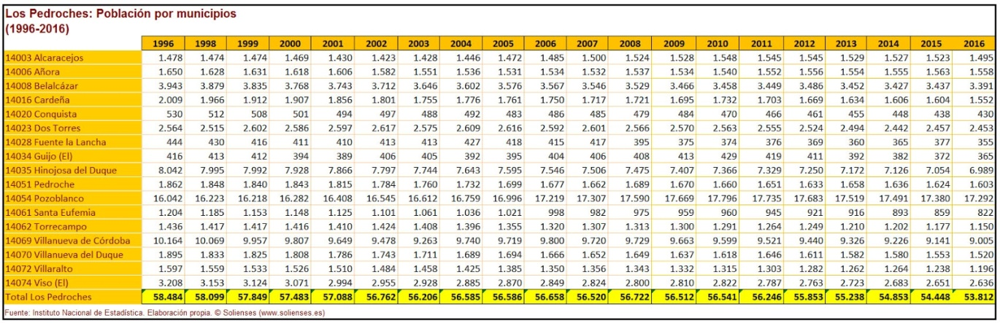 Los Pedroches: Población por municipios
(1996-2016)
1996 1998 1999 2000 2001 2002 2003 2004 2005 2006 2007 2008 2009 2010 2011 2012 2013 2014 2015 2016
14003 Alcaracejos 1.478 1.474 1.474 1.469 1.430 1.423 1.428 1.446 1.472 1.485 1.500 1.524 1.528 1.548 1.545 1.545 1.529 1.527 1.523 1.495
14006 Añora 1.650 1.628 1.631 1.618 1.606 1.582 1.551 1.536 1.531 1.534 1.532 1.537 1.534 1.540 1.552 1.556 1.554 1.555 1.563 1.558
14008 Belalcázar 3.943 3.879 3.835 3.768 3.743 3.712 3.646 3.602 3.576 3.567 3.546 3.529 3.466 3.458 3.449 3.486 3.452 3.427 3.437 3.391
14016 Cardeña 2.009 1.966 1.912 1.907 1.856 1.801 1.755 1.776 1.761 1.750 1.717 1.721 1.695 1.732 1.703 1.669 1.634 1.606 1.604 1.552
14020 Conquista 530 512 508 501 494 497 488 492 483 486 485 479 484 470 466 461 455 448 438 430
14023 Dos Torres 2.564 2.515 2.602 2.586 2.597 2.617 2.575 2.609 2.616 2.592 2.601 2.566 2.570 2.563 2.555 2.524 2.494 2.442 2.457 2.453
14028 Fuente la Lancha 444 430 416 411 410 413 413 427 418 415 417 395 375 374 376 369 360 365 377 355
14034 Guijo (El) 416 413 412 394 389 406 405 392 395 404 406 408 413 429 419 411 392 382 372 365
14035 Hinojosa del Duque 8.042 7.995 7.992 7.928 7.866 7.797 7.744 7.643 7.595 7.546 7.506 7.475 7.407 7.366 7.329 7.250 7.172 7.126 7.054 6.989
14051 Pedroche 1.862 1.848 1.840 1.843 1.815 1.784 1.760 1.732 1.699 1.677 1.662 1.689 1.670 1.660 1.651 1.633 1.658 1.636 1.624 1.603
14054 Pozoblanco 16.042 16.223 16.218 16.282 16.408 16.545 16.612 16.759 16.996 17.219 17.307 17.590 17.669 17.796 17.735 17.683 17.519 17.491 17.380 17.292
14061 Santa Eufemia 1.204 1.185 1.153 1.148 1.125 1.101 1.061 1.036 1.021 998 982 975 959 960 945 921 916 893 859 822
14062 Torrecampo 1.436 1.417 1.417 1.416 1.410 1.424 1.408 1.396 1.355 1.320 1.307 1.313 1.300 1.291 1.264 1.249 1.210 1.202 1.177 1.150
14069 Villanueva de Córdoba 10.164 10.069 9.957 9.807 9.649 9.478 9.263 9.740 9.719 9.800 9.720 9.729 9.663 9.599 9.521 9.440 9.326 9.226 9.141 9.005
14070 Villanueva del Duque 1.895 1.833 1.825 1.808 1.786 1.743 1.711 1.689 1.694 1.666 1.652 1.649 1.637 1.618 1.646 1.611 1.582 1.580 1.553 1.520
14072 Villaralto 1.597 1.559 1.533 1.526 1.510 1.484 1.458 1.425 1.385 1.350 1.356 1.343 1.332 1.315 1.303 1.282 1.262 1.264 1.238 1.196
14074 Viso (El) 3.208 3.153 3.124 3.071 2.994 2.955 2.928 2.885 2.870 2.849 2.824 2.800 2.810 2.822 2.787 2.763 2.723 2.683 2.651 2.636
Total Los Pedroches 58.484 58.099 57.849 57.483 57.088 56.762 56.206 56.585 56.586 56.658 56.520 56.722 56.512 56.541 56.246 55.853 55.238 54.853 54.448 53.812
Fuente: Instituto Nacional de Estadística. Elaboración propia. © Solienses (www.solienses.es)